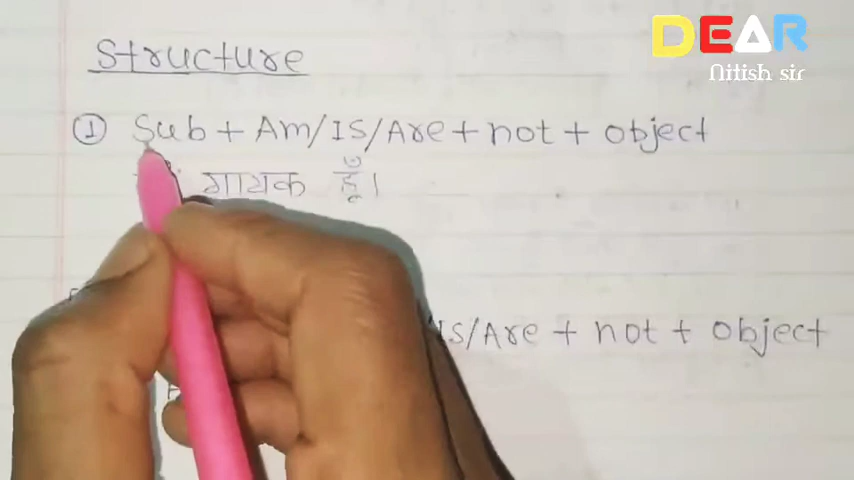 DEAR
Nitish sir
Structure
① Sub + Am/IS/Are + not + object
गायक हूँ।
IS/Are + not + object